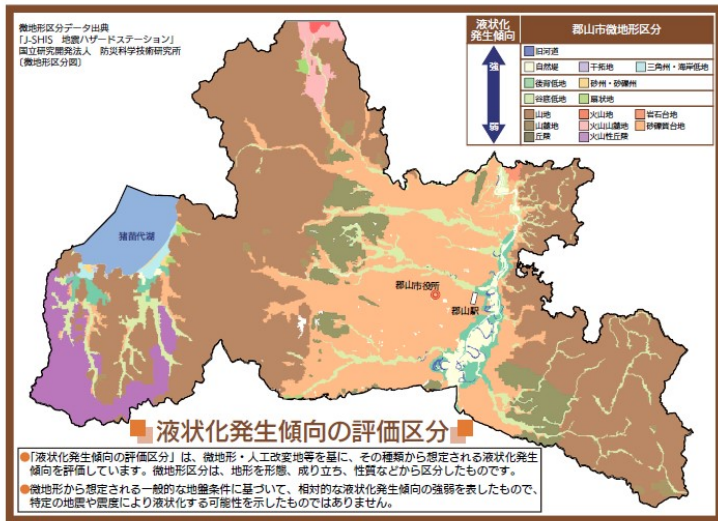 微地形区分データ出典
「J-SHIS 地震ハザードステーション」
国立研究開発法人 防災科学技術研究所
〔微地形区分図〕
液状化
発生傾向
郡山市微地形区分
強
弱
旧河道
自然堤 干拓地 三角州・海岸低地
後背低地 砂州・砂礫州
谷底低地 扇状地
山地 火山地 岩石台地
山麓地 火山山麓地 砂礫質台地
丘陵 火山性丘陵
猪苗代湖
郡山市役所
郡山駅
液状化発生傾向の評価区分
●「液状化発生傾向の評価区分」は、微地形・人工改変地等を基に、その種類から想定される液状化発生
傾向を評価しています。微地形区分は、地形を形態、成り立ち、性質などから区分したものです。
●微地形から想定される一般的な地盤条件に基づいて、相対的な液状化発生傾向の強弱を表したもので、
特定の地震や震度により液状化する可能性を示したものではありません。